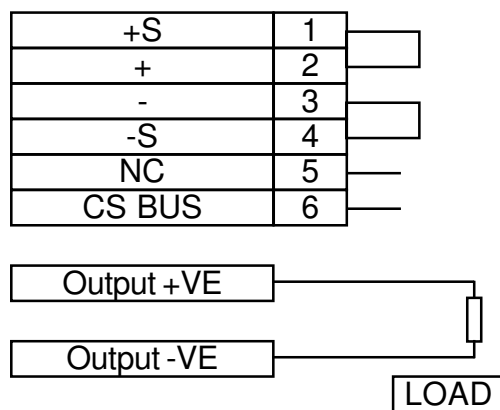 +S 1
+ 2
- 3
-S 4
NC 5
CS BUS 6
Output +VE
Output -VE
LOAD